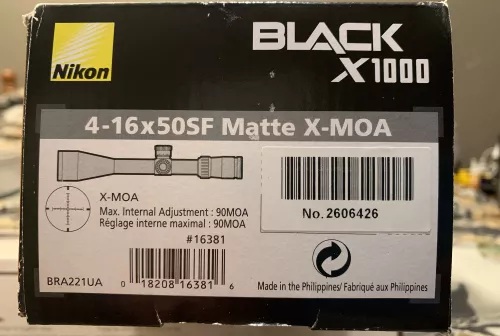 Nikon
BLACK
X1000
4-16x50SF Matte X-MOA
X-MOA
Max. Internal Adjustment : 90MOA
Réglage interne maximal : 90MOA
#16381
No. 2606426
BRA221UA
0 18208 16381 6
Made in the Philippines/ Fabriqué aux Philippines